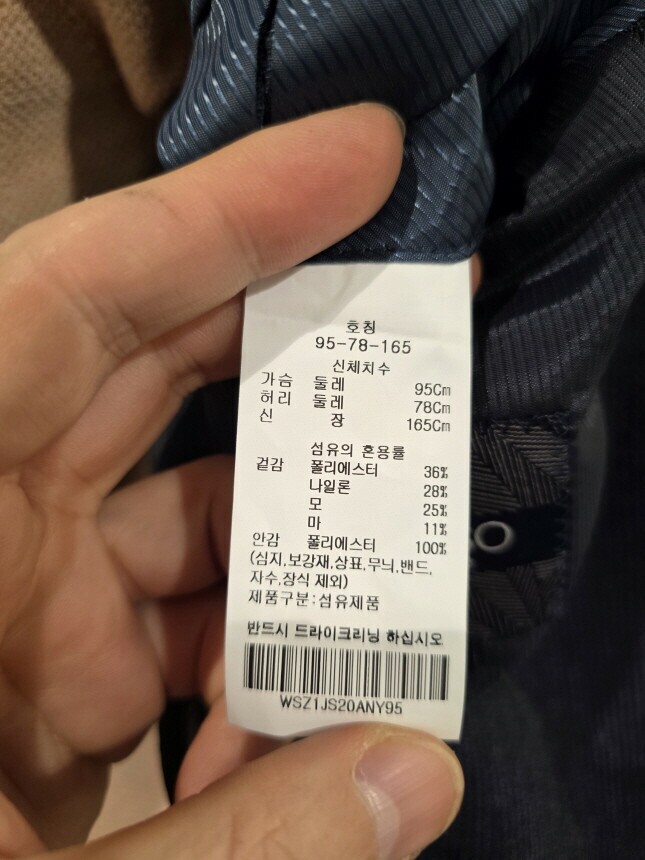 호칭
95-78-165
신체치수
가슴 둘레 95Cm
허리 둘레 78Cm
신 장 165Cm
섬유의 혼용률
겉감 폴리에스터 36%
나일론 28%
모 25%
마 11%
안감 폴리에스터 100%
(심지,보강재,상표,무늬,밴드,
자수,장식 제외)
제품구분:섬유제품
반드시 드라이크리닝 하십시오
WSZ1JS20ANY95